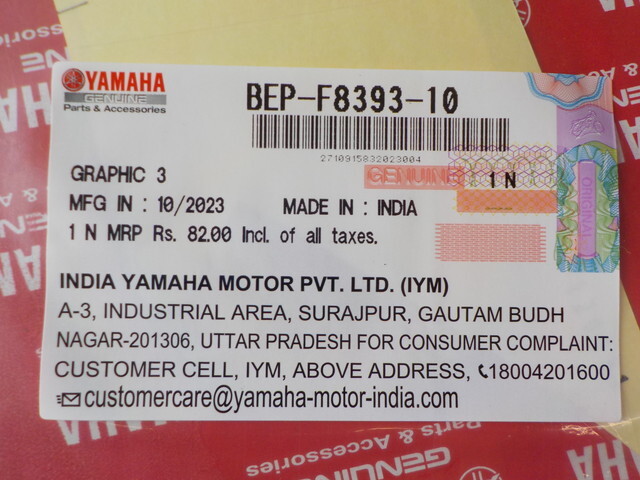 YAMAHA
GENUINE
Parts & Accessories
BEP-F8393-10
2710915832023004
GRAPHIC 3
GENUINE
1 N
MFG IN : 10/2023
MADE IN : INDIA
1 N MRP Rs. 82.00 Incl. of all taxes.
ORIGINAL
INDIA YAMAHA MOTOR PVT. LTD. (IYM)
A-3, INDUSTRIAL AREA, SURAJPUR, GAUTAM BUDH
NAGAR-201306, UTTAR PRADESH FOR CONSUMER COMPLAINT:
CUSTOMER CELL, IYM, ABOVE ADDRESS, 18004201600
customercare@yamaha-motor-india.com
Parts & Accessories
GENUINE